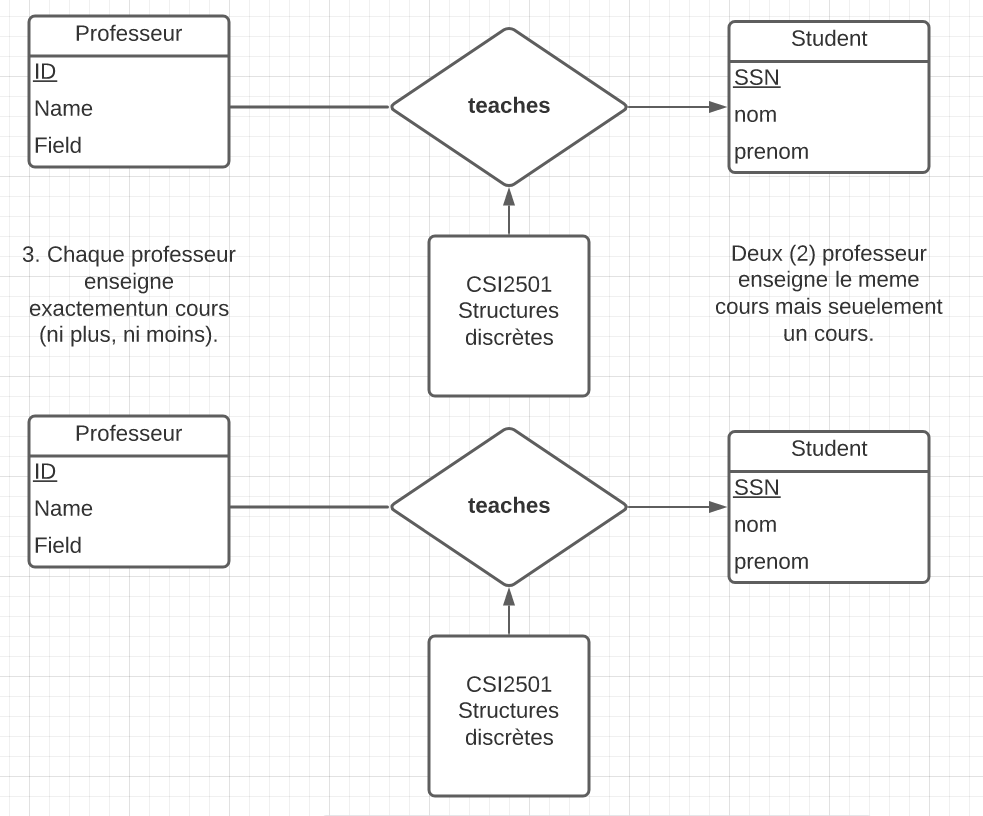 Professeur
ID
Name
Field
teaches
Student
SSN
nom
prenom
3. Chaque professeur
enseigne
exactementun cours
(ni plus, ni moins).
CSI2501
Structures
discrètes
Deux (2) professeur
enseigne le meme
cours mais seuelement
un cours.
Professeur
ID
Name
Field
teaches
Student
SSN
nom
prenom
CSI2501
Structures
discrètes